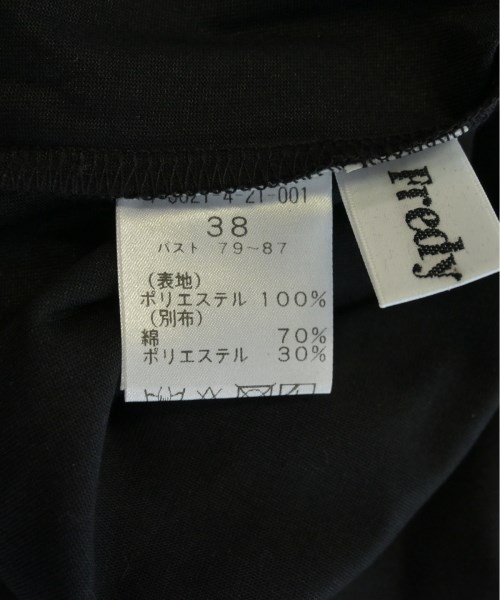 4-21-001
38
バスト 79~87
(表地)
ポリエステル 100%
(別布)
綿 70%
ポリエステル 30%
Fredy